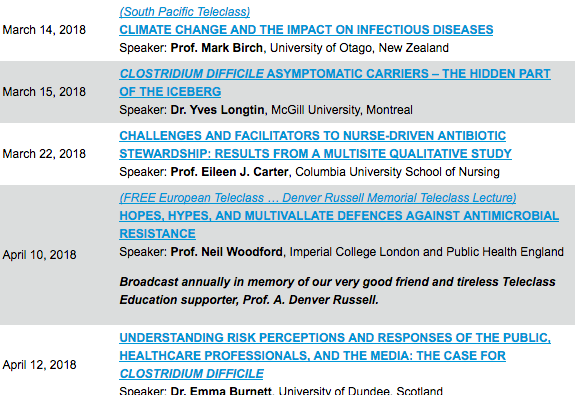 (South Pacific Teleclass)
March 14, 2018
CLIMATE CHANGE AND THE IMPACT ON INFECTIOUS DISEASES
Speaker: Prof. Mark Birch, University of Otago, New Zealand
CLOSTRIDIUM DIFFICILE ASYMPTOMATIC CARRIERS – THE HIDDEN PART
March 15, 2018
OF THE ICEBERG
Speaker: Dr. Yves Longtin, McGill University, Montreal
CHALLENGES AND FACILITATORS TO NURSE-DRIVEN ANTIBIOTIC
March 22, 2018
STEWARDSHIP: RESULTS FROM A MULTISITE QUALITATIVE STUDY
Speaker: Prof. Eileen J. Carter, Columbia University School of Nursing
(FREE European Teleclass ... Denver Russell Memorial Teleclass Lecture)
HOPES, HYPES, AND MULTIVALLATE DEFENCES AGAINST ANTIMICROBIAL
RESISTANCE
April 10, 2018
Speaker: Prof. Neil Woodford, Imperial College London and Public Health England
Broadcast annually in memory of our very good friend and tireless Teleclass
Education supporter, Prof. A. Denver Russell.
UNDERSTANDING RISK PERCEPTIONS AND RESPONSES OF THE PUBLIC,
HEALTHCARE PROFESSIONALS, AND THE MEDIA: THE CASE FOR
April 12, 2018
CLOSTRIDIUM DIFFICILE
Speaker: Dr. Emma Burnett, University of Dundee, Scotland